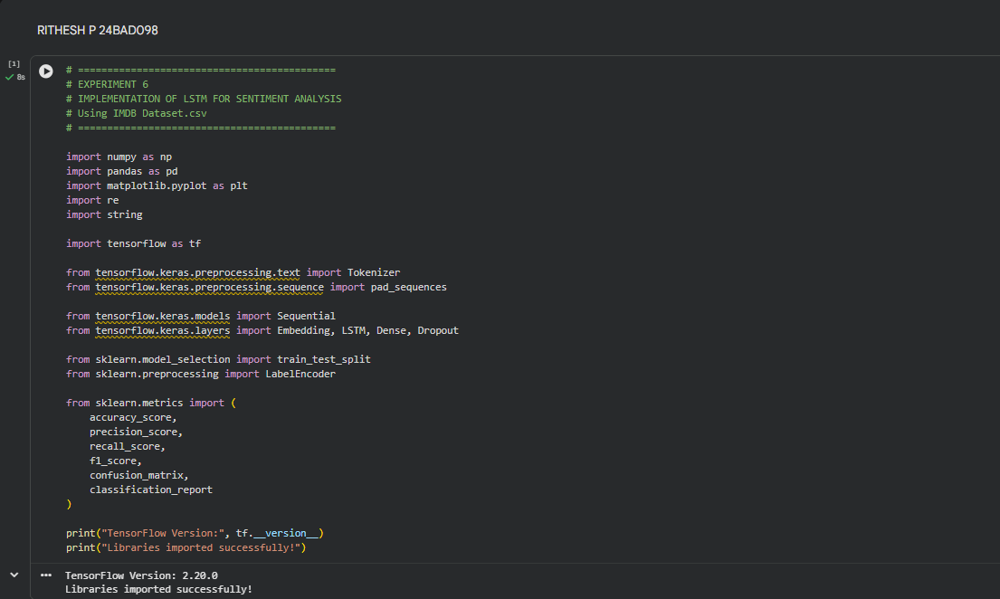 RITHESH P 24BAD098
[1]
8s
# ============================================
# EXPERIMENT 6
# IMPLEMENTATION OF LSTM FOR SENTIMENT ANALYSIS
# Using IMDB Dataset.csv
# ============================================
import numpy as np
import pandas as pd
import matplotlib.pyplot as plt
import re
import string
import tensorflow as tf
from tensorflow.keras.preprocessing.text import Tokenizer
from tensorflow.keras.preprocessing.sequence import pad_sequences
from tensorflow.keras.models import Sequential
from tensorflow.keras.layers import Embedding, LSTM, Dense, Dropout
from sklearn.model_selection import train_test_split
from sklearn.preprocessing import LabelEncoder
from sklearn.metrics import (
    accuracy_score,
    precision_score,
    recall_score,
    f1_score,
    confusion_matrix,
    classification_report
)
print("TensorFlow Version:", tf.__version__)
print("Libraries imported successfully!")
TensorFlow Version: 2.20.0
Libraries imported successfully!